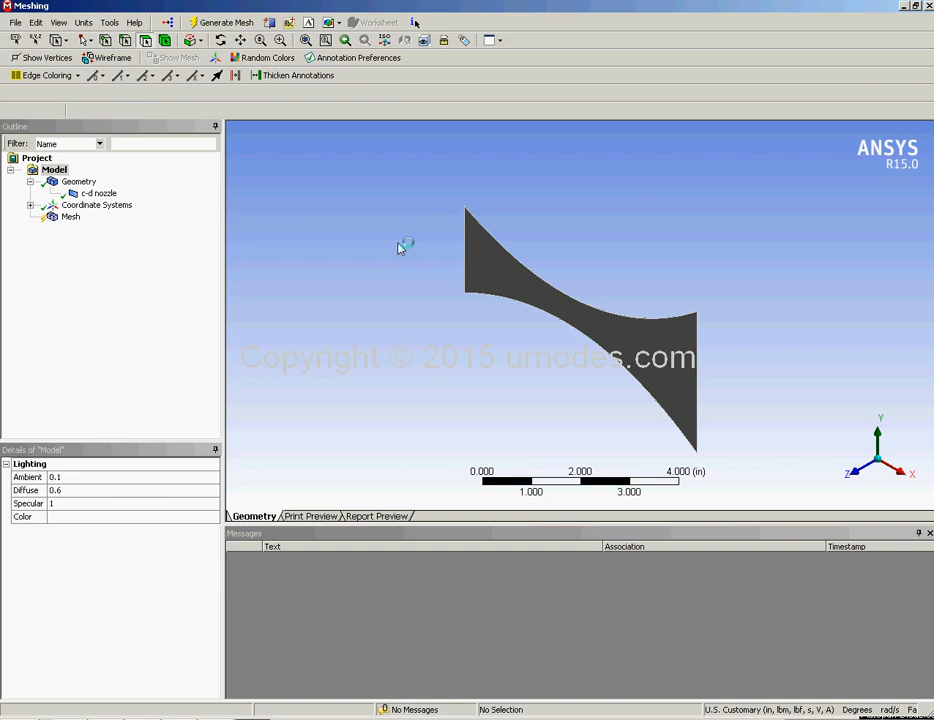 Meshing
File Edit View Units Tools Help Generate Mesh A Worksheet i
Show Vertices Wireframe Show Mesh Random Colors Annotation Preferences
Edge Coloring Thicken Annotations
Outline
Filter: Name
Project
Model
Geometry
c-d nozzle
Coordinate Systems
Mesh
ANSYS
R15.0
Copyright © 2015 urnodes.com
0.000 2.000 4.000 (in)
1.000 3.000
Y
Z X
Geometry Print Preview Report Preview
Details of "Model"
Lighting
Ambient 0.1
Diffuse 0.6
Specular 1
Color
Messages
Text Association Timestamp
No Messages No Selection U.S. Customary (in, lbm, lbf, s, V, A) Degrees rad/s Fa